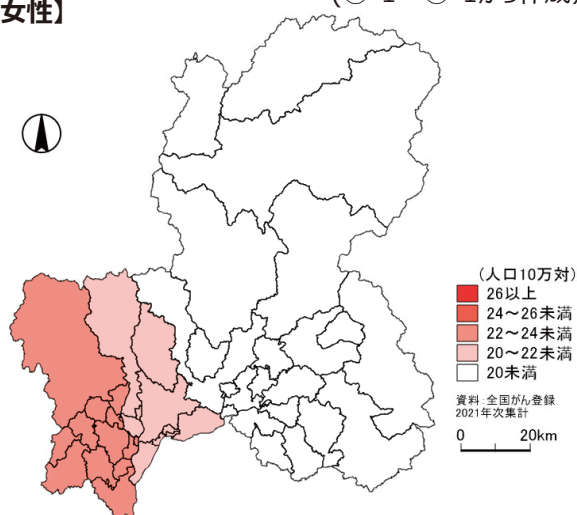 女性】
(人口10万対)
26以上
24～26未満
22～24未満
20～22未満
20未満
資料:全国がん登録
2021年次集計
0 20km